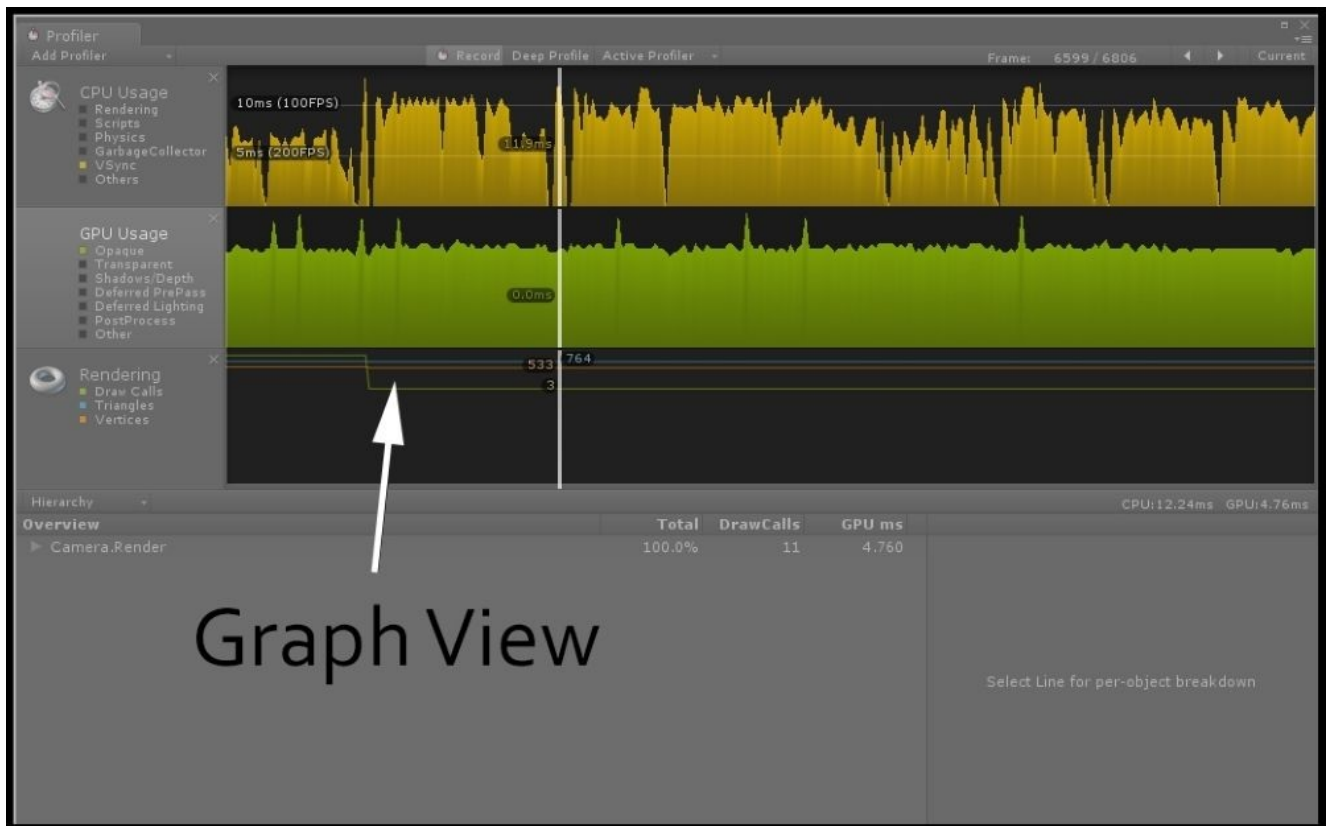 Profiler
Add Profiler Record Deep Profile Active Profiler Frame: 6599 / 6806 Current
CPU Usage
Rendering
Scripts
Physics
GarbageCollector
VSync
Others
10ms (100FPS)
5ms (200FPS)
11.9ms
GPU Usage
Opaque
Transparent
Shadows/Depth
Deferred PrePass
Deferred Lighting
PostProcess
Other
0.0ms
Rendering
Draw Calls
Triangles
Vertices
533 764
3
Hierarchy CPU:12.24ms GPU:4.76ms
Overview Total DrawCalls GPU ms
Camera.Render 100.0% 11 4.760
Graph View
Select Line for per-object breakdown